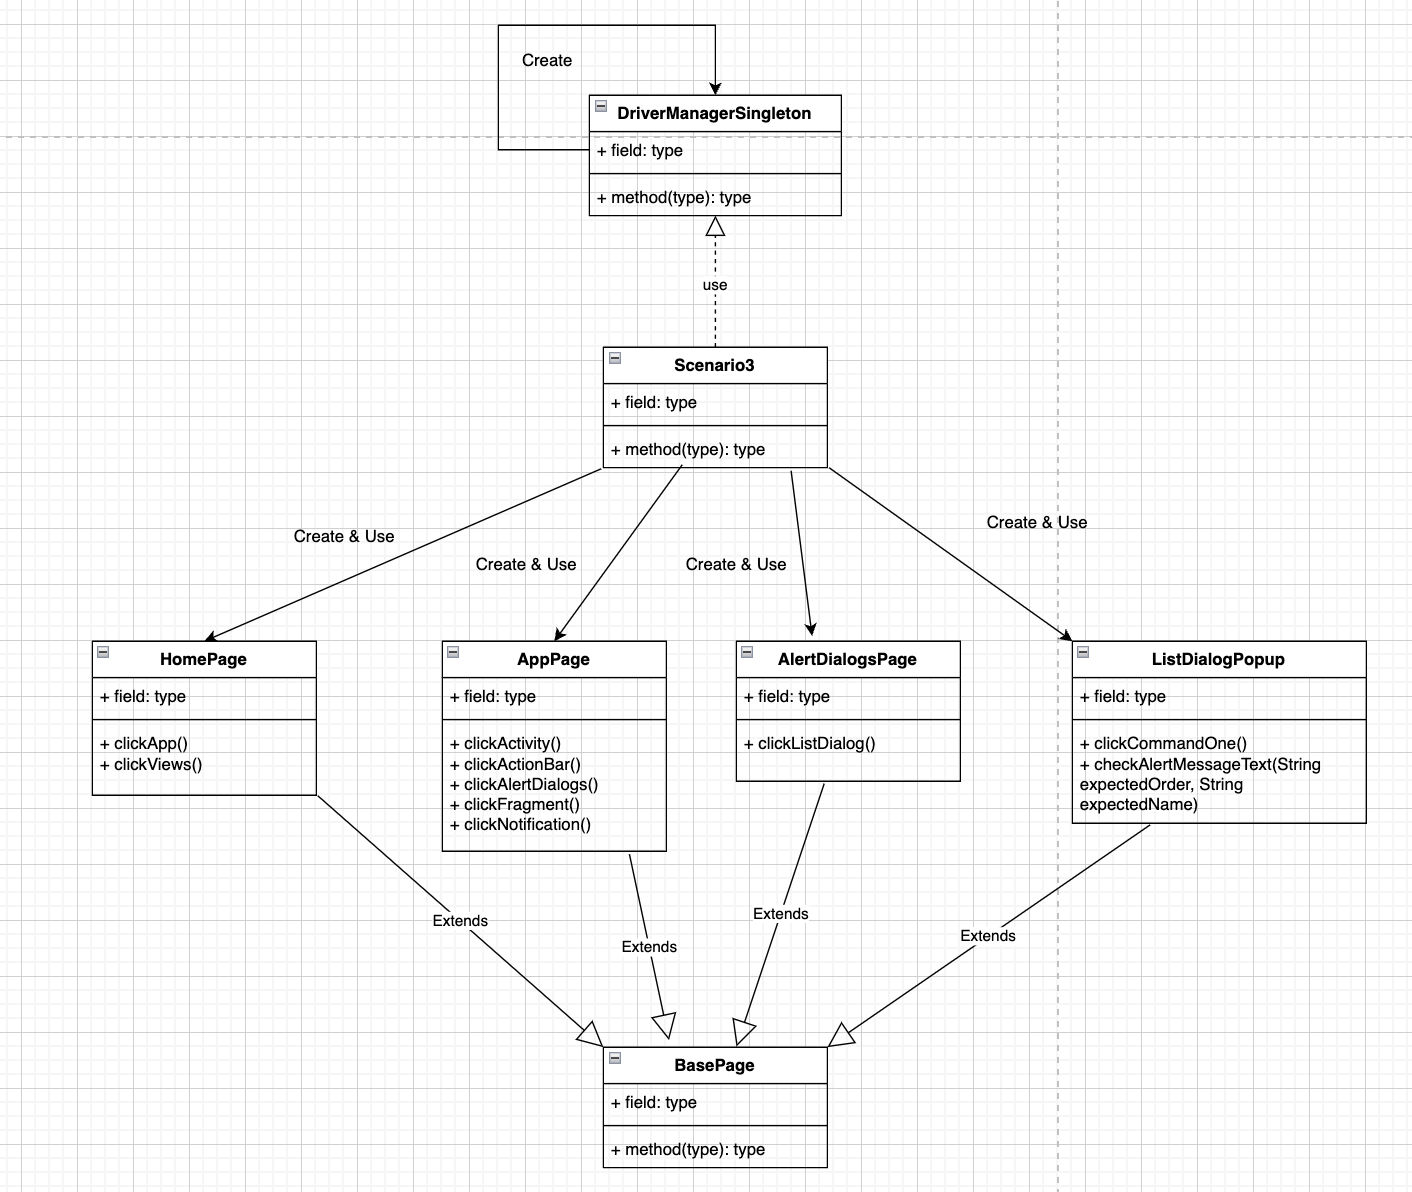 Create
DriverManagerSingleton
+ field: type
+ method(type): type
use
Scenario3
+ field: type
+ method(type): type
Create & Use
Create & Use
Create & Use
Create & Use
HomePage
+ field: type
+ clickApp()
+ clickViews()
AppPage
+ field: type
+ clickActivity()
+ clickActionBar()
+ clickAlertDialogs()
+ clickFragment()
+ clickNotification()
AlertDialogsPage
+ field: type
+ clickListDialog()
ListDialogPopup
+ field: type
+ clickCommandOne()
+ checkAlertMessageText(String
expectedOrder, String
expectedName)
Extends
Extends
Extends
Extends
BasePage
+ field: type
+ method(type): type